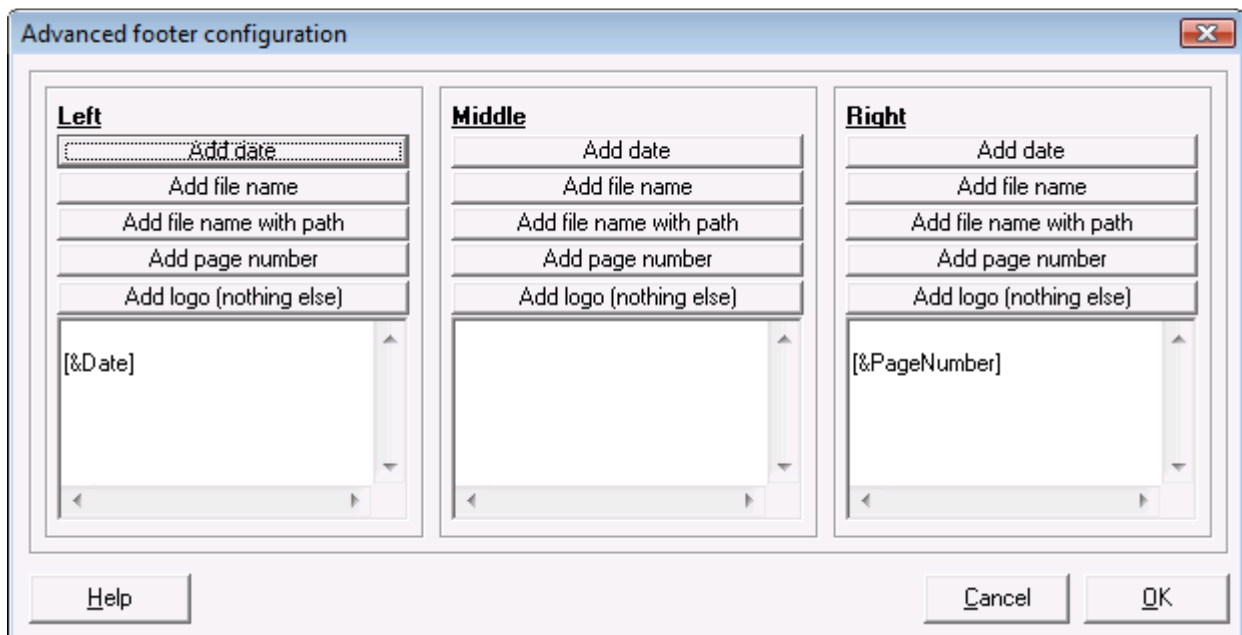 Advanced footer configuration
Left
Add date
Add file name
Add file name with path
Add page number
Add logo (nothing else)
[&Date]
Middle
Add date
Add file name
Add file name with path
Add page number
Add logo (nothing else)
Right
Add date
Add file name
Add file name with path
Add page number
Add logo (nothing else)
[&PageNumber]
Help
Cancel
OK